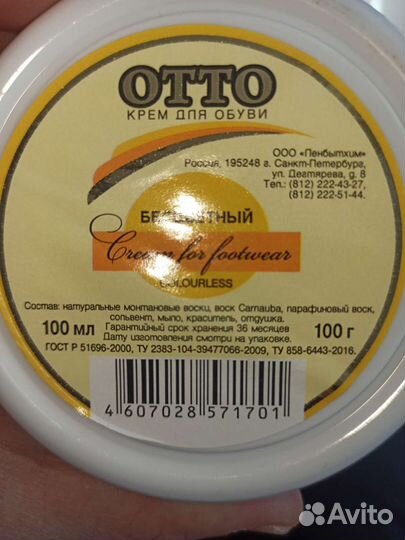 ОТТО
КРЕМ ДЛЯ ОБУВИ
ООО «Ленбытхим»
Россия, 195248 г. Санкт-Петербург,
ул. Дегтярева, д. 8
Тел.: (812) 222-43-27,
(812) 222-51-44.
БЕСЦВЕТНЫЙ
Cream for footwear
COLOURLESS
Состав: натуральные монтановые воски, воск Carnauba, парафиновый воск,
сольвент, мыло, краситель, отдушка.
100 мл Гарантийный срок хранения 36 месяцев 100 г
Дату изготовления смотри на упаковке.
ГОСТ Р 51696-2000, ТУ 2383-104-39477066-2009, ТУ 858-6443-2016.
4 607028 571701
Avito